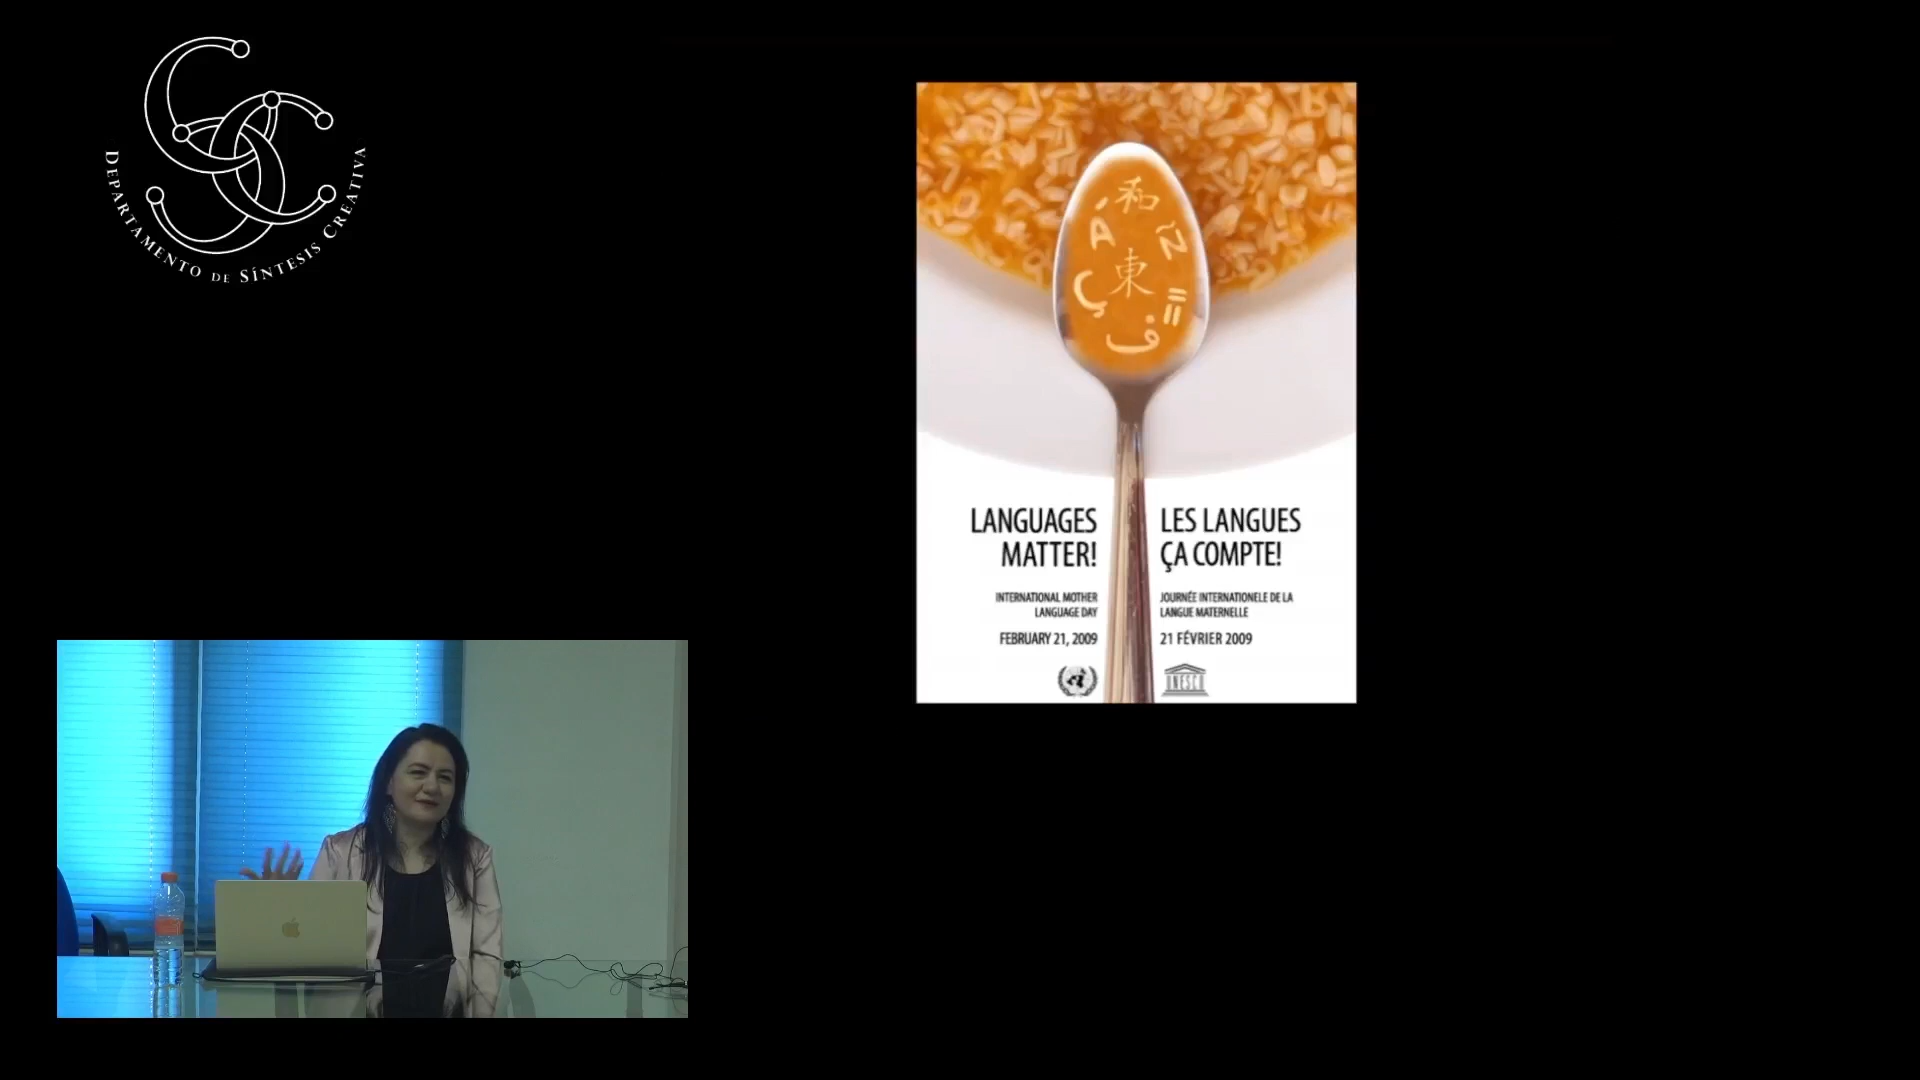 DEPARTAMENTO DE SÍNTESIS CREATIVA
和
Á
Ñ
東
Ç
ف
LANGUAGES
MATTER!
INTERNATIONAL MOTHER
LANGUAGE DAY
FEBRUARY 21, 2009
LES LANGUES
ÇA COMPTE!
JOURNÉE INTERNATIONELE DE LA
LANGUE MATERNELLE
21 FÉVRIER 2009
UNESCO